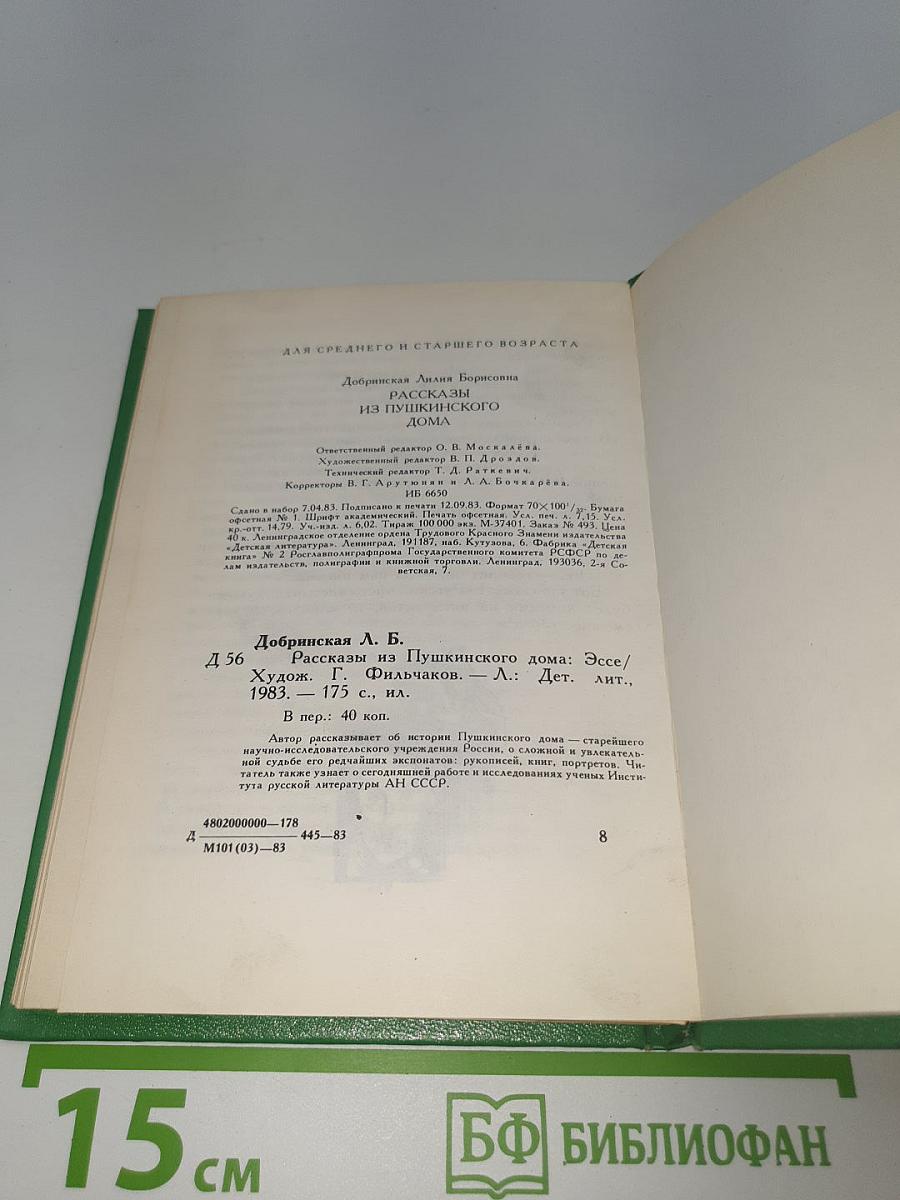 ДЛЯ СРЕДНЕГО И СТАРШЕГО ВОЗРАСТА
Добринская Лилия Борисовна
РАССКАЗЫ
ИЗ ПУШКИНСКОГО
ДОМА
Ответственный редактор О. В. Москалёва.
Художественный редактор В. П. Дроздов.
Технический редактор Т. Д. Раткевич.
Корректоры В. Г. Арутюнян и Л. А. Бочкарёва.
ИБ 6650
Сдано в набор 7.04.83. Подписано к печати 12.09.83. Формат 70×100¹/₃₂. Бумага
офсетная № 1. Шрифт академический. Печать офсетная. Усл. печ. л. 7,15. Усл.
кр.-отт. 14.79. Уч.-изд. л. 6,02. Тираж 100 000 экз. М-37401. Заказ № 493. Цена
40 к. Ленинградское отделение ордена Трудового Красного Знамени издательства
«Детская литература». Ленинград, 191187, наб. Кутузова, 6. Фабрика «Детская
книга» № 2 Росглавполиграфпрома Государственного комитета РСФСР по де-
лам издательств, полиграфии и книжной торговли. Ленинград, 193036, 2-я Со-
ветская, 7.
Добринская Л. Б.
Д 56 Рассказы из Пушкинского дома: Эссе/
Худож. Г. Фильчаков. — Л.: Дет. лит.,
1983. — 175 с., ил.
В пер.: 40 коп.
Автор рассказывает об истории Пушкинского дома — старейшего
научно-исследовательского учреждения России, о сложной и увлекатель-
ной судьбе его редчайших экспонатов: рукописей, книг, портретов. Чи-
татель также узнает о сегодняшней работе и исследованиях ученых Инсти-
тута русской литературы АН СССР.
4802000000—178
Д 445—83 8
М101(03)—83
15 см
БФ БИБЛИОФАН